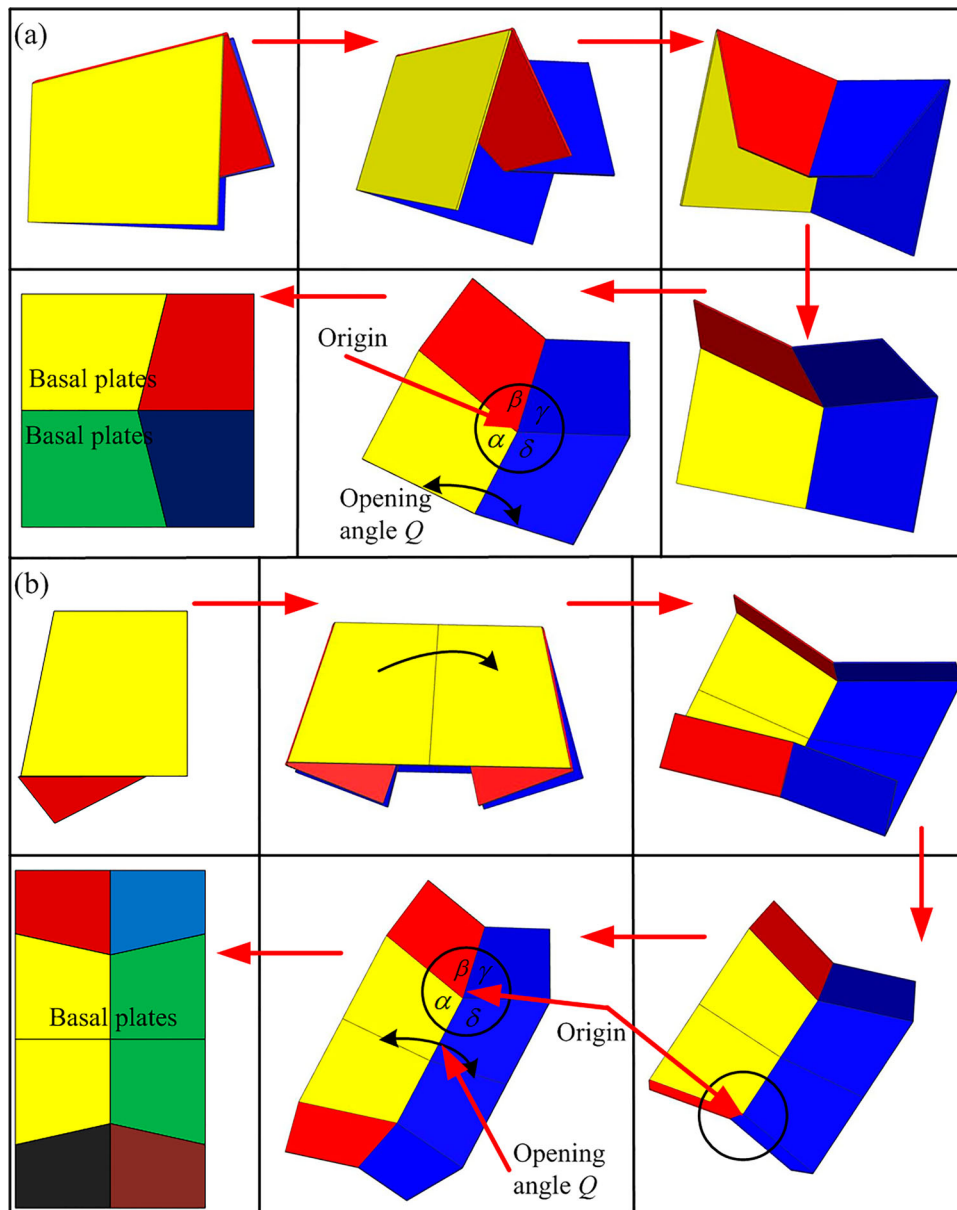 (a)
Basal plates
Basal plates
Origin
β γ
α δ
Opening
angle Q
(b)
Basal plates
β γ
α δ
Origin
Opening
angle Q